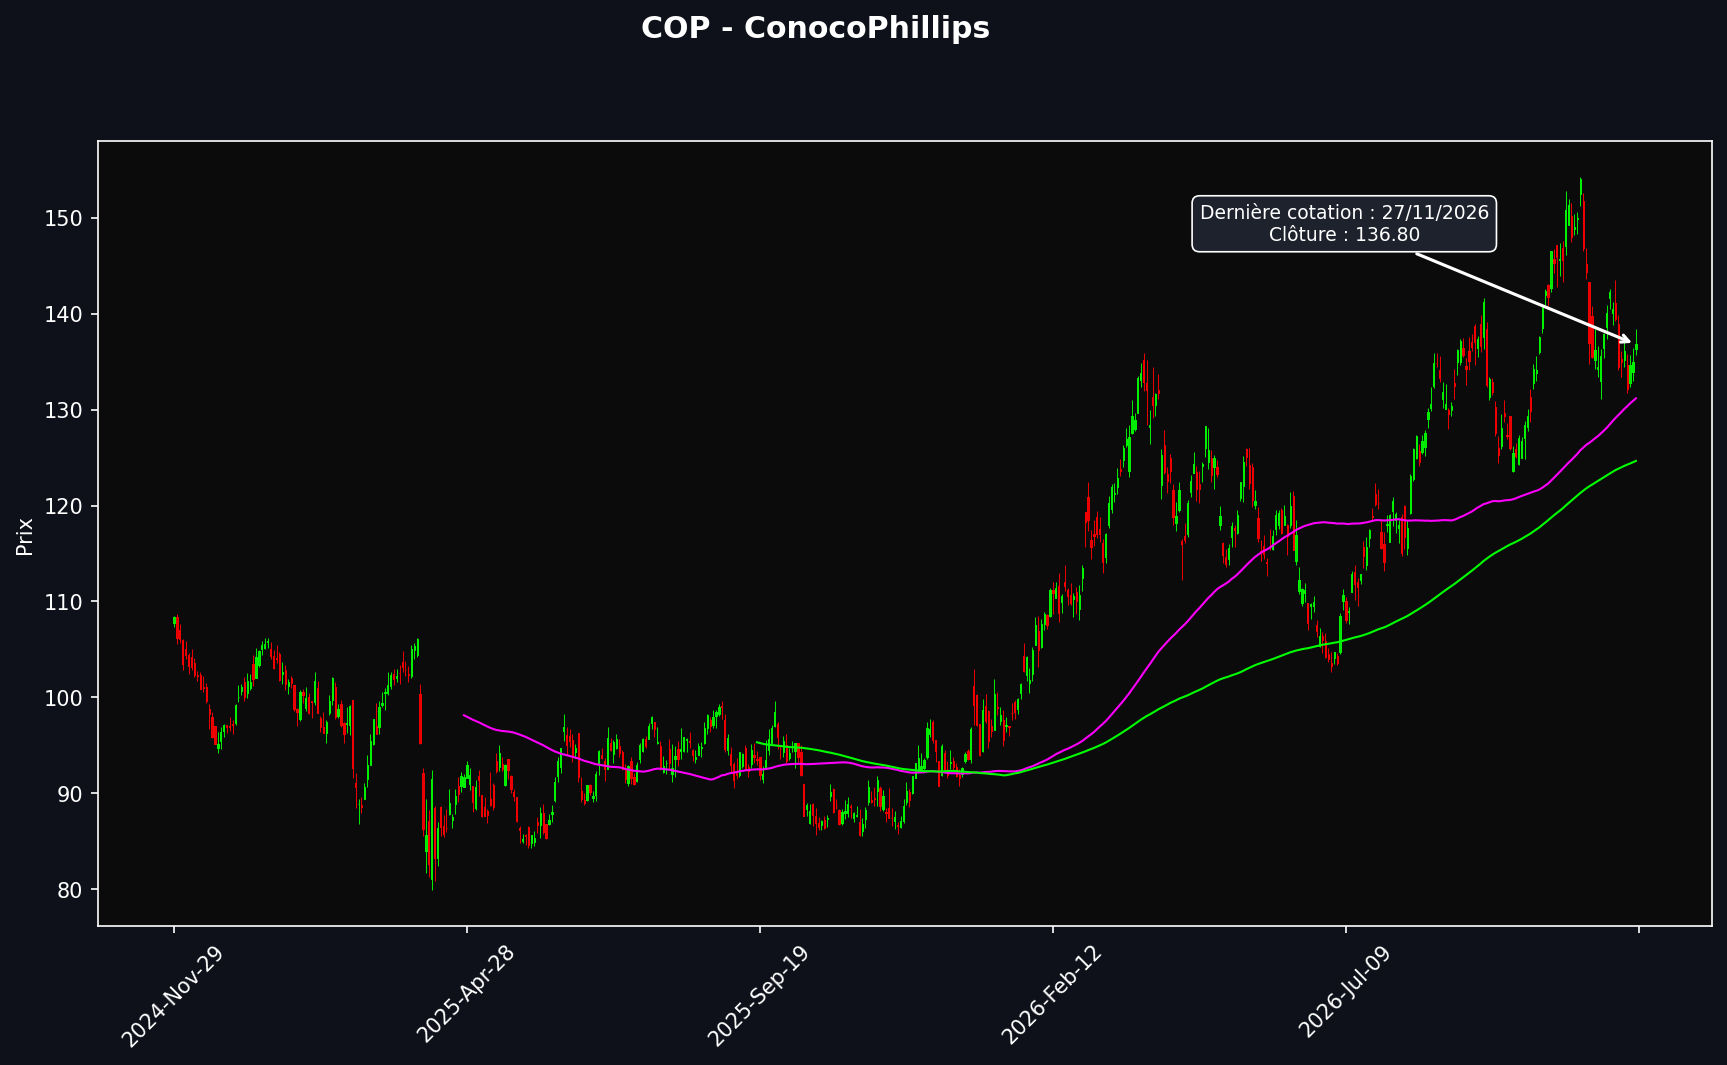 COP - ConocoPhillips
Dernière cotation : 27/11/2026
Clôture : 136.80
150
140
130
120
110
100
90
80
Prix
2024-Nov-29
2025-Apr-28
2025-Sep-19
2026-Feb-12
2026-Jul-09